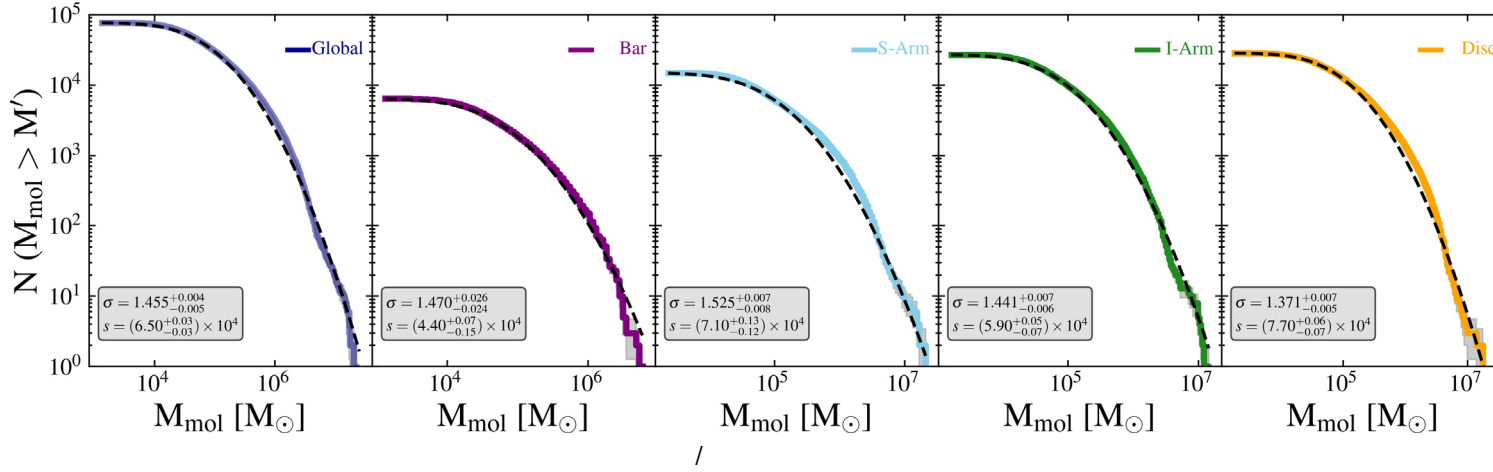 N (M_mol > M′)
10^5
10^4
10^3
10^2
10^1
10^0
Global
σ = 1.455^{+0.004}_{−0.005}
s = (6.50^{+0.03}_{−0.03}) × 10^4
10^4 10^6
M_mol [M_⊙]
Bar
σ = 1.470^{+0.026}_{−0.024}
s = (4.40^{+0.07}_{−0.15}) × 10^4
10^4 10^6
M_mol [M_⊙]
S-Arm
σ = 1.525^{+0.007}_{−0.008}
s = (7.10^{+0.13}_{−0.12}) × 10^4
10^5 10^7
M_mol [M_⊙]
I-Arm
σ = 1.441^{+0.007}_{−0.006}
s = (5.90^{+0.05}_{−0.07}) × 10^4
10^5 10^7
M_mol [M_⊙]
Disc
σ = 1.371^{+0.007}_{−0.005}
s = (7.70^{+0.06}_{−0.07}) × 10^4
10^5 10^7
M_mol [M_⊙]
/